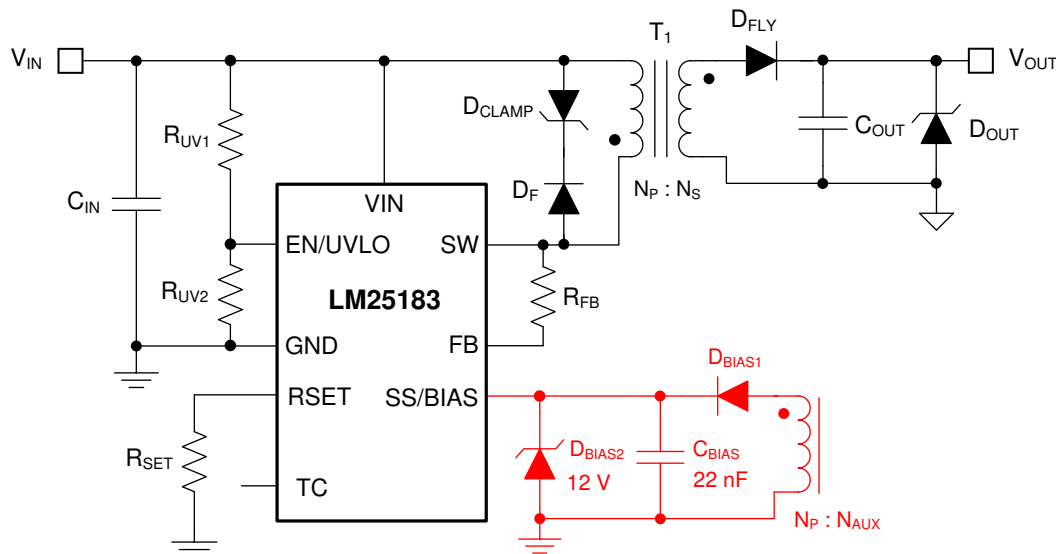 T1
DFLY
VIN
VOUT
DCLAMP
RUV1
COUT
DOUT
DF
NP : NS
CIN
VIN
EN/UVLO
SW
RUV2
LM25183
RFB
GND
FB
DBIAS1
RSET
SS/BIAS
RSET
DBIAS2
12 V
CBIAS
22 nF
TC
NP : NAUX